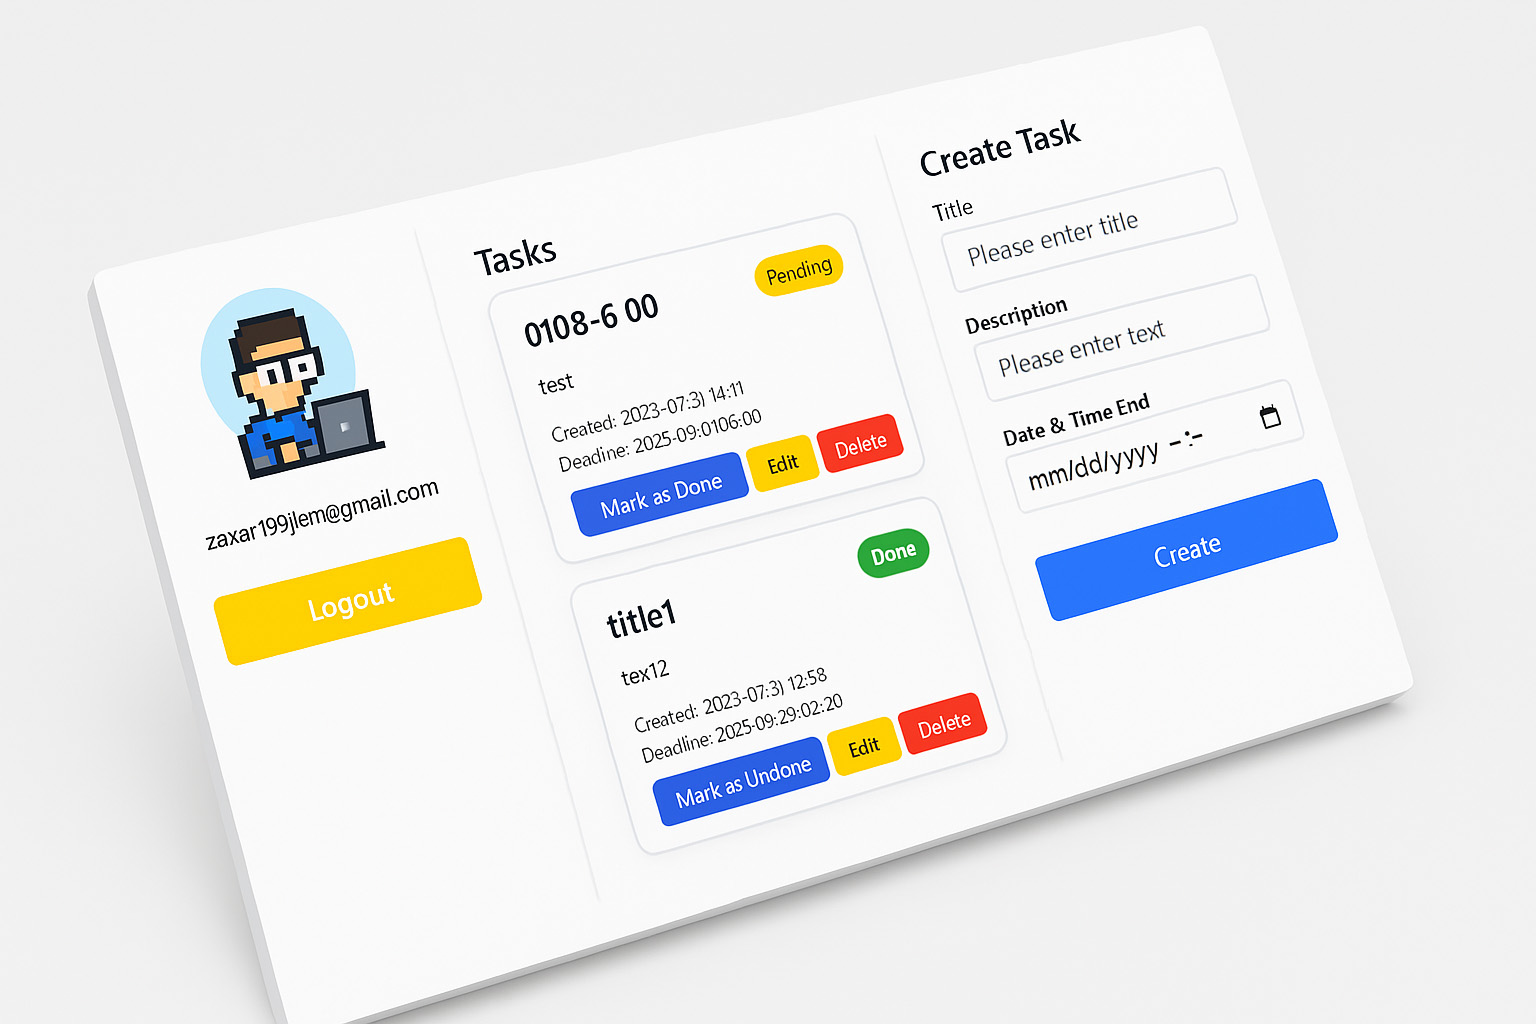 zaxar199jlem@gmail.com
Logout
Tasks
0108-6 00
Pending
test
Created: 2023-07:3) 14:11
Deadine: 2025-09:0106:00
Mark as Done
Edit
Delete
Done
title1
tex12
Created: 2023-07:3) 12:58
Deadline: 2025-09:29:02:20
Mark as Undone
Edit
Delete
Create Task
Title
Please enter title
Description
Please enter text
Date & Time End
mm/dd/yyyy -:-
Create